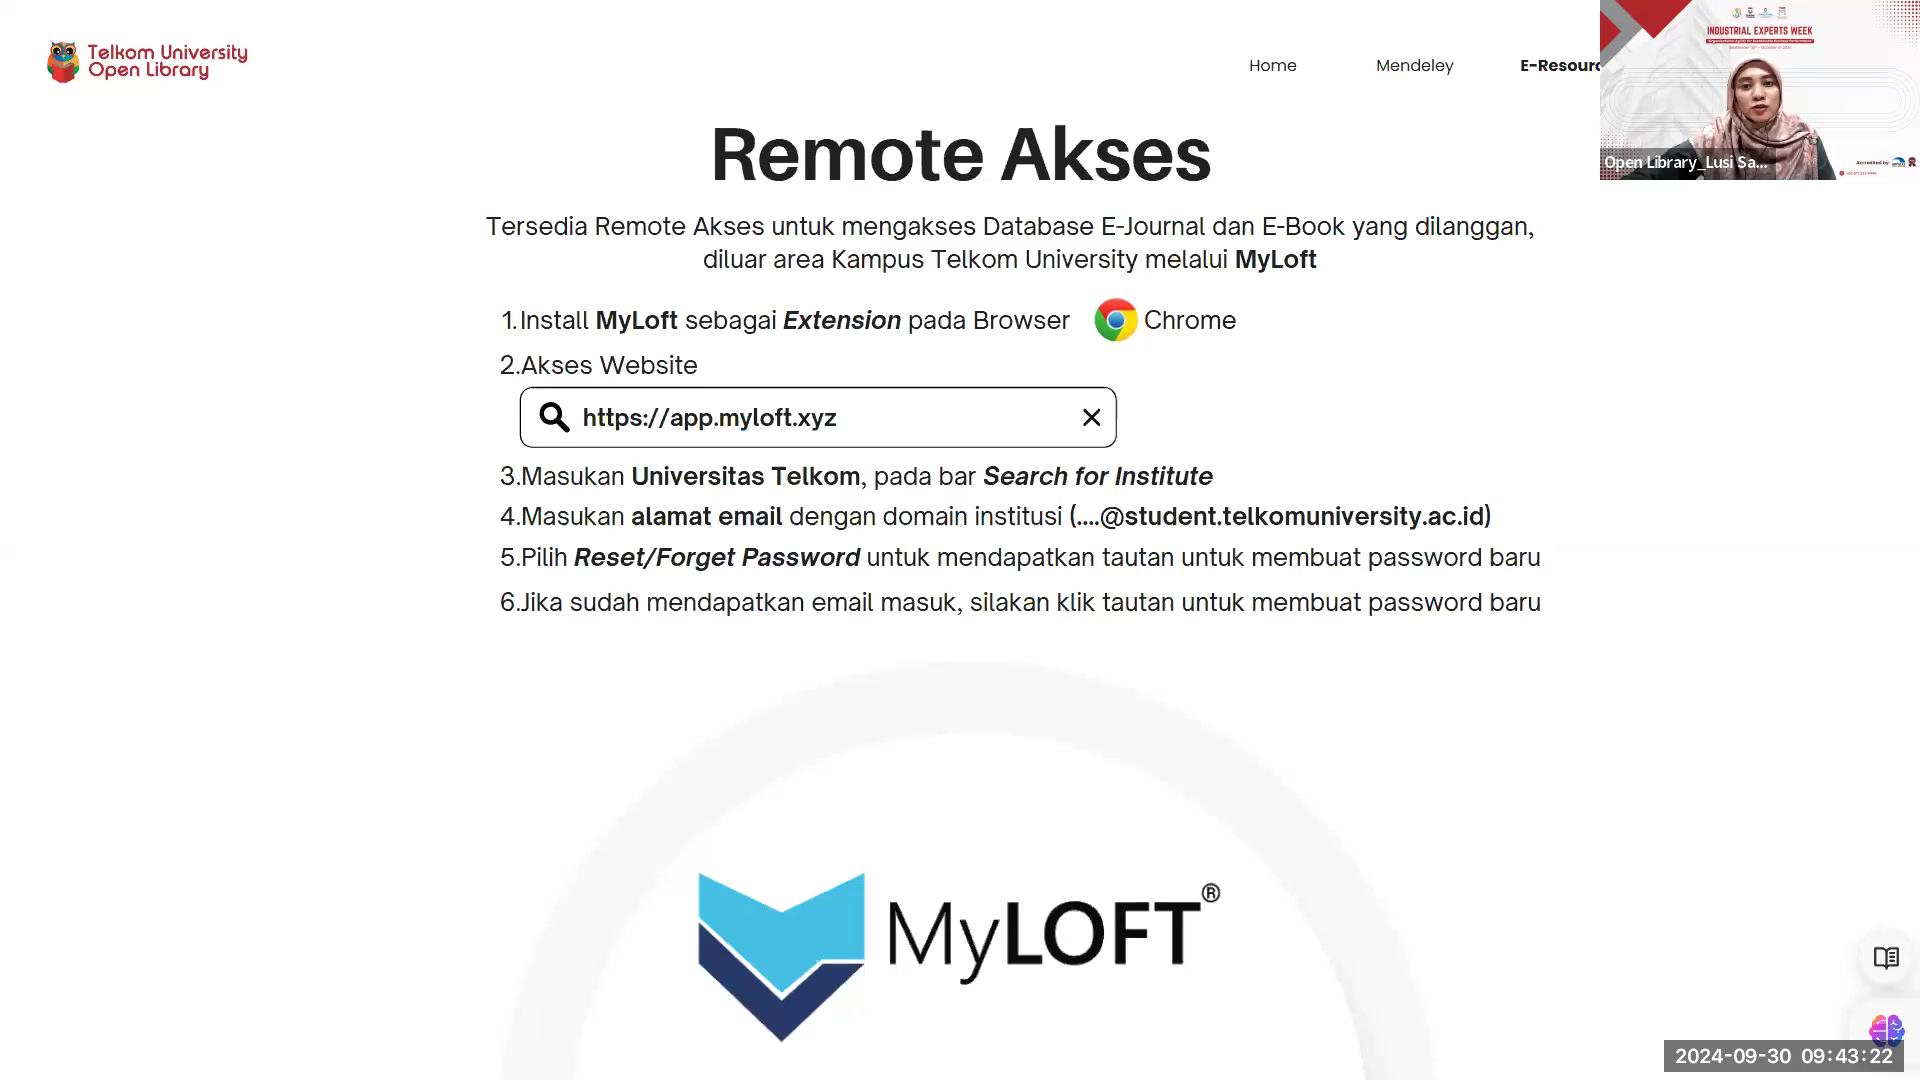 Telkom University
Open Library
Home
Mendeley
E-Resour
INDUSTRIAL EXPERTS WEEK
Open Library_Lusi Sa...
Accredited by
Remote Akses
Tersedia Remote Akses untuk mengakses Database E-Journal dan E-Book yang dilanggan,
diluar area Kampus Telkom University melalui MyLoft
1.Install MyLoft sebagai Extension pada Browser Chrome
2.Akses Website
https://app.myloft.xyz
3.Masukan Universitas Telkom, pada bar Search for Institute
4.Masukan alamat email dengan domain institusi (....@student.telkomuniversity.ac.id)
5.Pilih Reset/Forget Password untuk mendapatkan tautan untuk membuat password baru
6.Jika sudah mendapatkan email masuk, silakan klik tautan untuk membuat password baru
MyLOFT®
2024-09-30 09:43:22